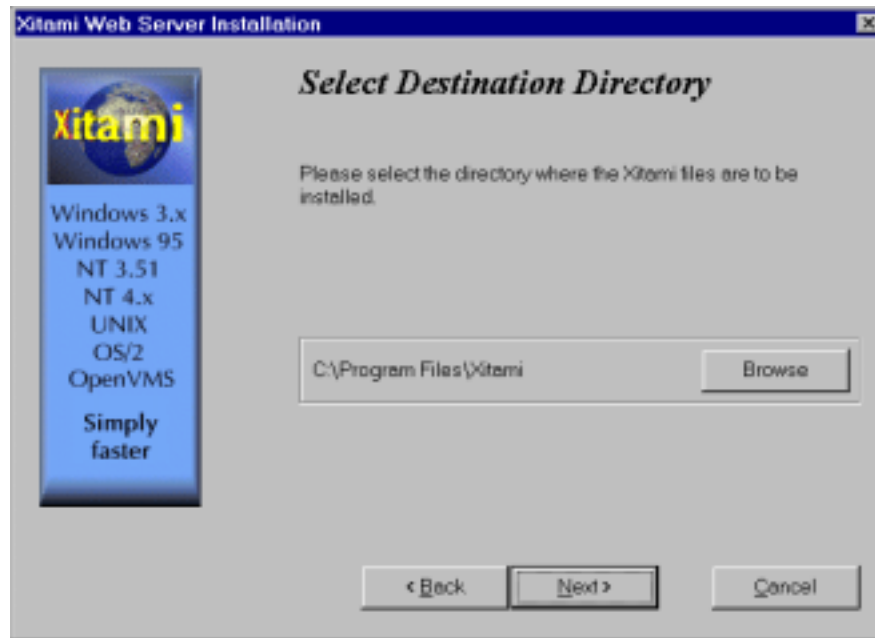 Xitami Web Server Installation
Xitami
Windows 3.x
Windows 95
NT 3.51
NT 4.x
UNIX
OS/2
OpenVMS
Simply
faster
Select Destination Directory
Please select the directory where the Xitami files are to be
installed.
C:\Program Files\Xitami
Browse
< Back
Next >
Cancel